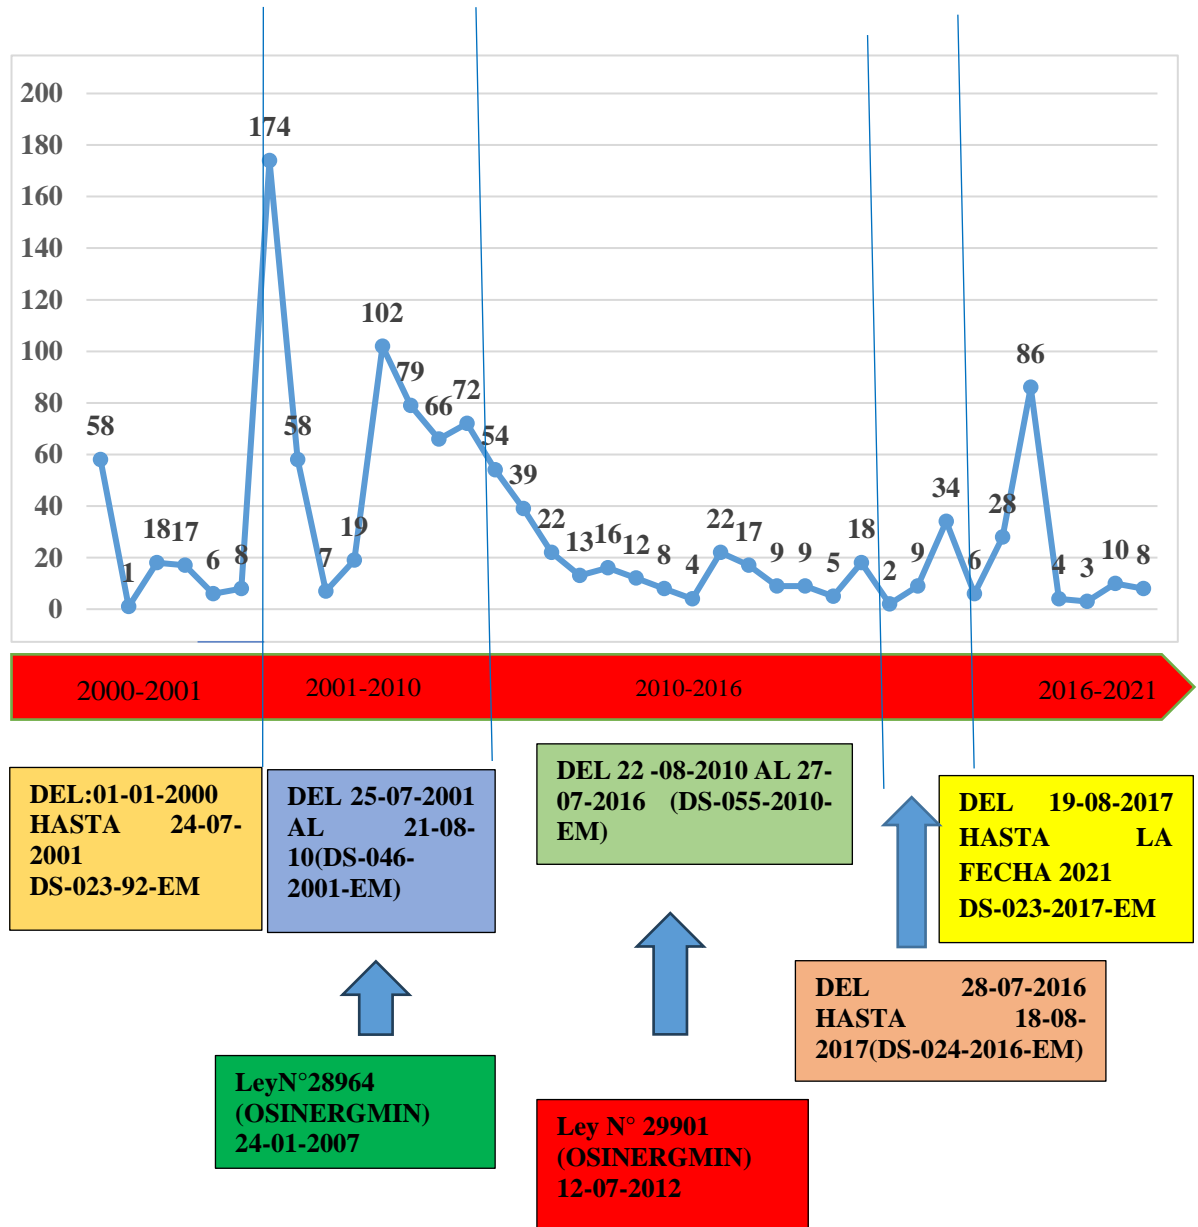 200
180
160
140
120
100
80
60
40
20
0
58
1
18
17
6
8
174
58
7
19
102
79
66
72
54
39
22
13
16
12
8
4
22
17
9
9
5
18
2
9
34
6
28
86
4
3
10
8
2000-2001
2001-2010
2010-2016
2016-2021
DEL:01-01-2000
HASTA 24-07-
2001
DS-023-92-EM
DEL 25-07-2001
AL 21-08-
10(DS-046-
2001-EM)
DEL 22 -08-2010 AL 27-
07-2016 (DS-055-2010-
EM)
DEL 19-08-2017
HASTA LA
FECHA 2021
DS-023-2017-EM
DEL 28-07-2016
HASTA 18-08-
2017(DS-024-2016-EM)
LeyN°28964
(OSINERGMIN)
24-01-2007
Ley N° 29901
(OSINERGMIN)
12-07-2012